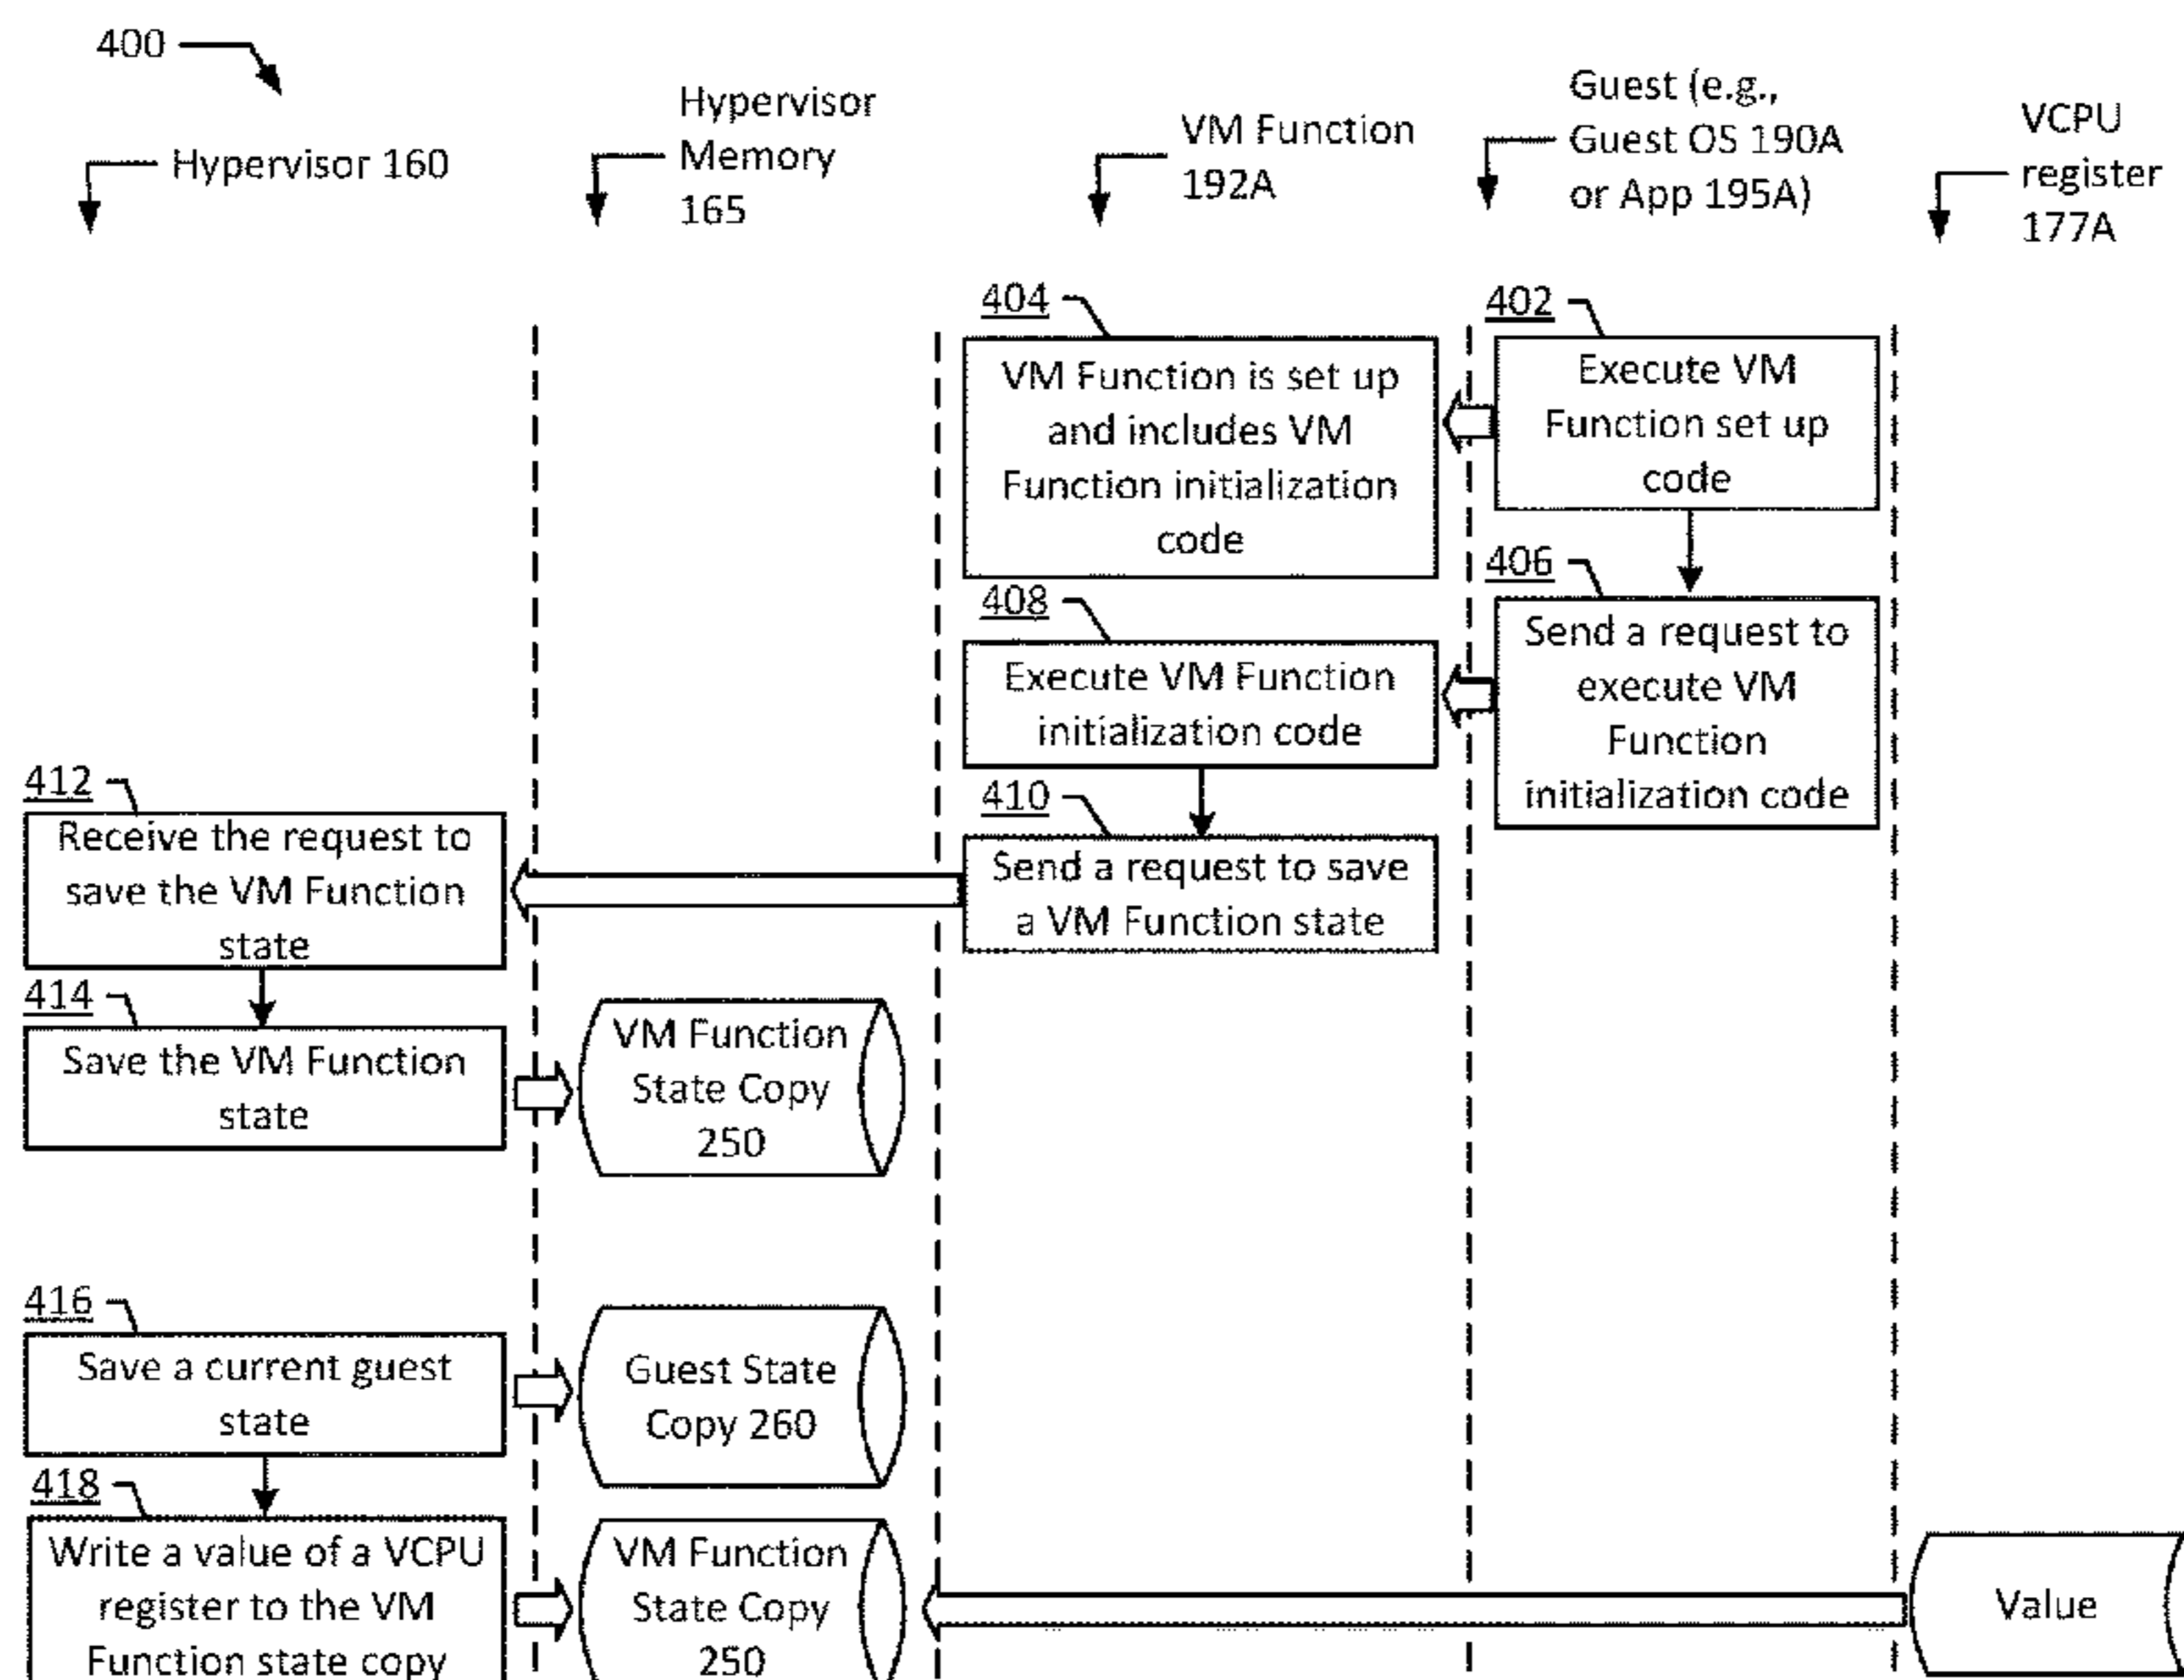 400
Hypervisor 160
Hypervisor
Memory
165
VM Function
192A
Guest (e.g.,
Guest OS 190A
or App 195A)
VCPU
register
177A
404
VM Function is set up
and includes VM
Function initialization
code
402
Execute VM
Function set up
code
408
Execute VM Function
initialization code
406
Send a request to
execute VM
Function
initialization code
412
Receive the request to
save the VM Function
state
410
Send a request to save
a VM Function state
414
Save the VM Function
state
VM Function
State Copy
250
416
Save a current guest
state
Guest State
Copy 260
418
Write a value of a VCPU
register to the VM
Function state copy
VM Function
State Copy
250
Value